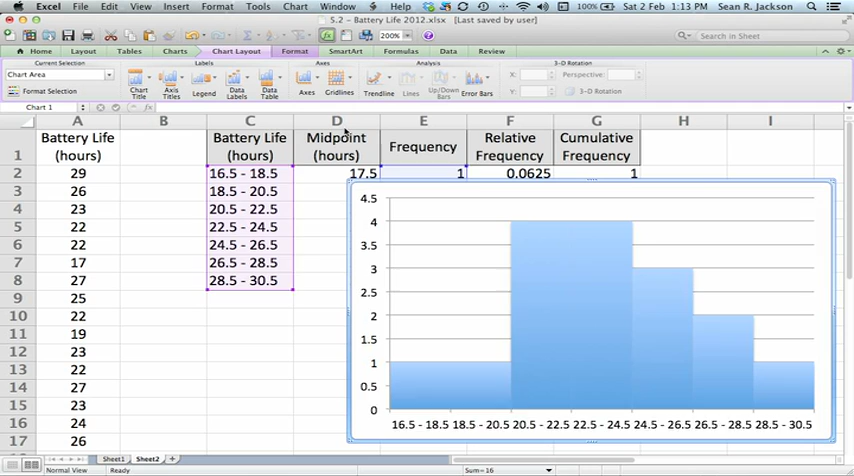 Excel File Edit View Insert Format Tools Chart Window Help Sat 2 Feb 1:13 PM Sean R. Jackson
5.2 - Battery Life 2012.xlsx [Last saved by user]
200% Search in Sheet
Home Layout Tables Charts Chart Layout Format SmartArt Formulas Data Review
Current Selection Labels Axes Analysis 3-D Rotation
Chart Area X: Perspective:
Format Selection Y: 3-D Rotation
Chart Title Axis Titles Legend Data Labels Data Table Axes Gridlines Trendline Lines Up/Down Bars Error Bars
Chart 1 fx
A B C D E F G H I
1 Battery Life (hours) Battery Life (hours) Midpoint (hours) Frequency Relative Frequency Cumulative Frequency
2 29 16.5 - 18.5 17.5 1 0.0625 1
3 26 18.5 - 20.5
4 23 20.5 - 22.5
5 22 22.5 - 24.5
6 22 24.5 - 26.5
7 17 26.5 - 28.5
8 27 28.5 - 30.5
9 25
10 22
11 19
12 23
13 22
14 27
15 23
16 24
17 26
4.5
4
3.5
3
2.5
2
1.5
1
0.5
0
16.5 - 18.5 18.5 - 20.5 20.5 - 22.5 22.5 - 24.5 24.5 - 26.5 26.5 - 28.5 28.5 - 30.5
Sheet1 Sheet2 +
Normal View Ready Sum=16